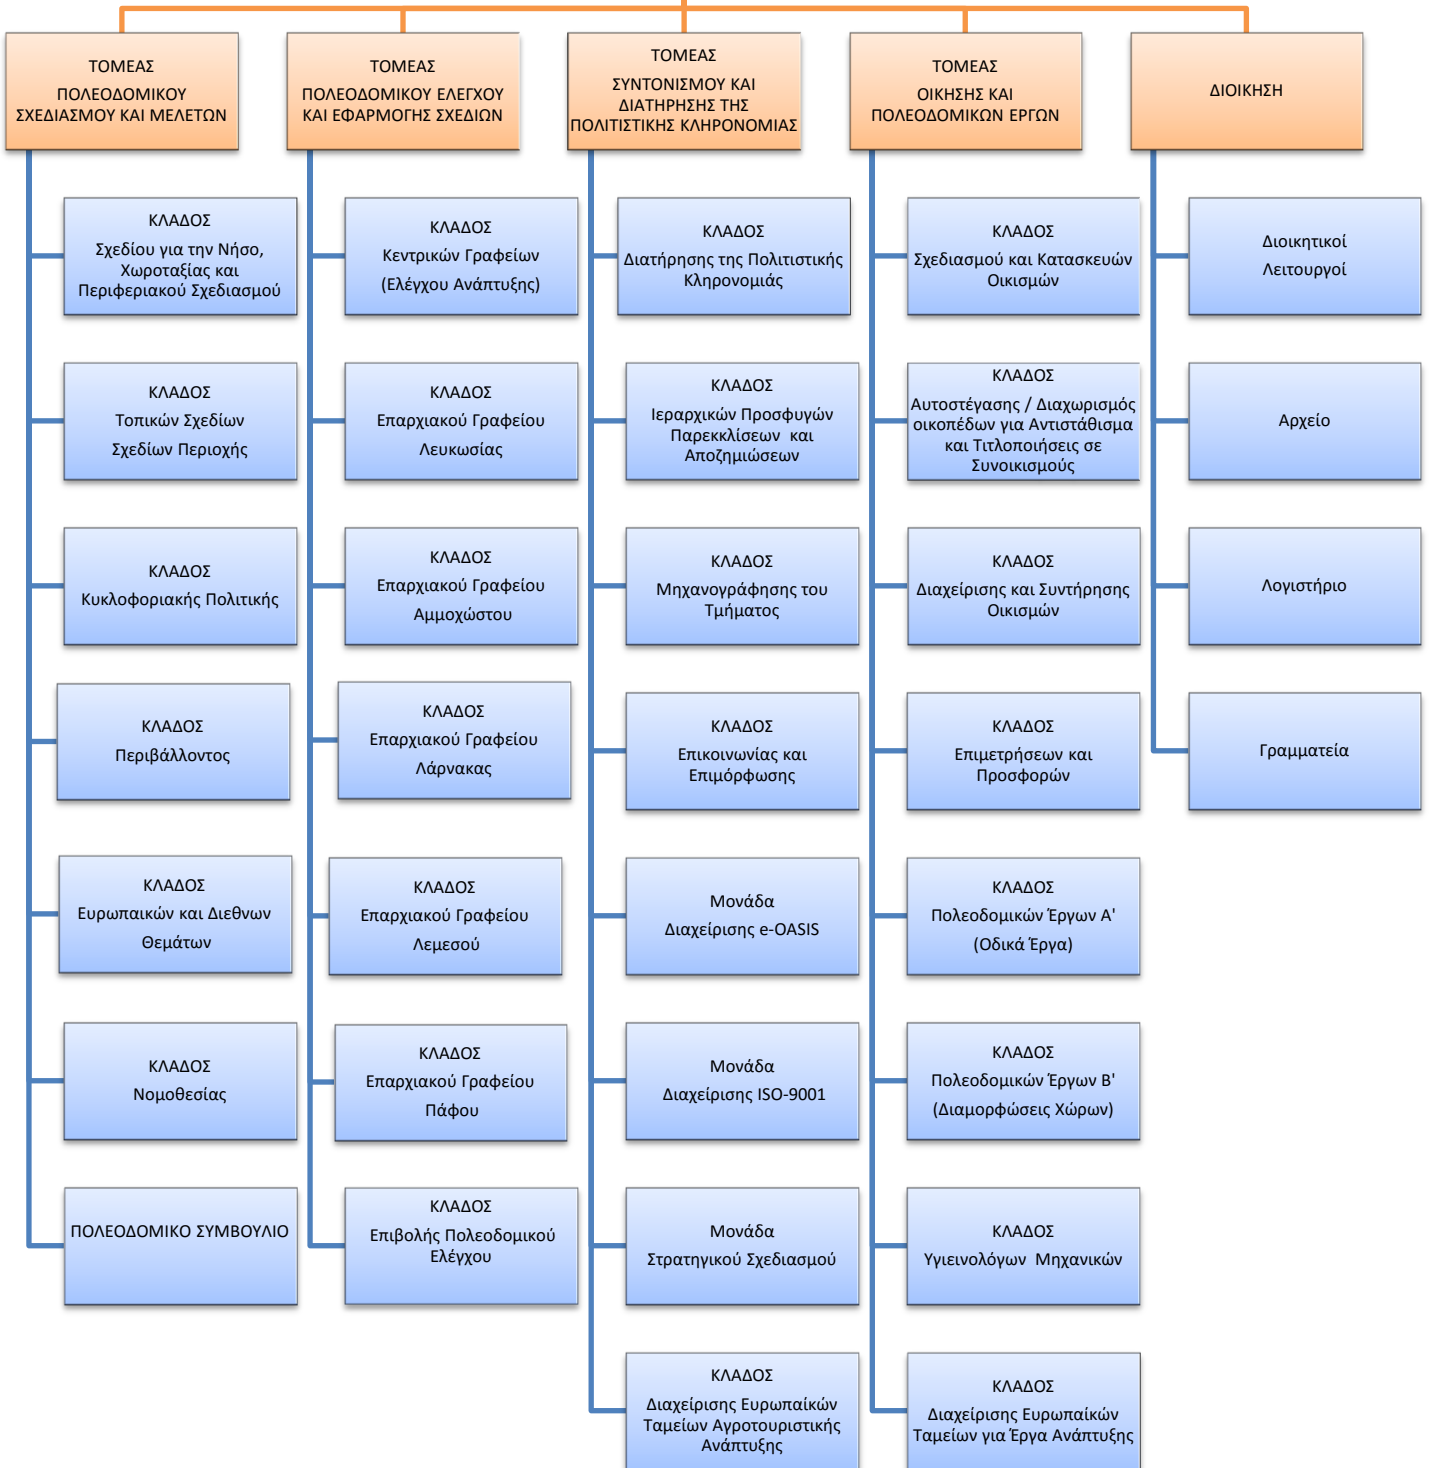 ΤΟΜΕΑΣ
ΠΟΛΕΟΔΟΜΙΚΟΥ
ΣΧΕΔΙΑΣΜΟΥ ΚΑΙ ΜΕΛΕΤΩΝ
ΚΛΑΔΟΣ
Σχεδίου για την Νήσο,
Χωροταξίας και
Περιφεριακού Σχεδιασμού
ΚΛΑΔΟΣ
Τοπικών Σχεδίων
Σχεδίων Περιοχής
ΚΛΑΔΟΣ
Κυκλοφοριακής Πολιτικής
ΚΛΑΔΟΣ
Περιβάλλοντος
ΚΛΑΔΟΣ
Ευρωπαικών και Διεθνων
Θεμάτων
ΚΛΑΔΟΣ
Νομοθεσίας
ΠΟΛΕΟΔΟΜΙΚΟ ΣΥΜΒΟΥΛΙΟ
ΤΟΜΕΑΣ
ΠΟΛΕΟΔΟΜΙΚΟΥ ΕΛΕΓΧΟΥ
ΚΑΙ ΕΦΑΡΜΟΓΗΣ ΣΧΕΔΙΩΝ
ΚΛΑΔΟΣ
Κεντρικών Γραφείων
(Ελέγχου Ανάπτυξης)
ΚΛΑΔΟΣ
Επαρχιακού Γραφείου
Λευκωσίας
ΚΛΑΔΟΣ
Επαρχιακού Γραφείου
Αμμοχώστου
ΚΛΑΔΟΣ
Επαρχιακού Γραφείου
Λάρνακας
ΚΛΑΔΟΣ
Επαρχιακού Γραφείου
Λεμεσού
ΚΛΑΔΟΣ
Επαρχιακού Γραφείου
Πάφου
ΚΛΑΔΟΣ
Επιβολής Πολεοδομικού
Ελέγχου
ΤΟΜΕΑΣ
ΣΥΝΤΟΝΙΣΜΟΥ ΚΑΙ
ΔΙΑΤΗΡΗΣΗΣ ΤΗΣ
ΠΟΛΙΤΙΣΤΙΚΗΣ ΚΛΗΡΟΝΟΜΙΑΣ
ΚΛΑΔΟΣ
Διατήρησης της Πολιτιστικής
Κληρονομιάς
ΚΛΑΔΟΣ
Ιεραρχικών Προσφυγών
Παρεκκλίσεων και
Αποζημιώσεων
ΚΛΑΔΟΣ
Μηχανογράφησης του
Τμήματος
ΚΛΑΔΟΣ
Επικοινωνίας και
Επιμόρφωσης
Μονάδα
Διαχείρισης e-OASIS
Μονάδα
Διαχείρισης ISO-9001
Μονάδα
Στρατηγικού Σχεδιασμού
ΚΛΑΔΟΣ
Διαχείρισης Ευρωπαίκών
Ταμείων Αγροτουριστικής
Ανάπτυξης
ΤΟΜΕΑΣ
ΟΙΚΗΣΗΣ ΚΑΙ
ΠΟΛΕΟΔΟΜΙΚΩΝ ΕΡΓΩΝ
ΚΛΑΔΟΣ
Σχεδιασμού και Κατασκευών
Οικισμών
ΚΛΑΔΟΣ
Αυτοστέγασης / Διαχωρισμός
οικοπέδων για Αντιστάθισμα
και Τιτλοποιήσεις σε
Συνοικισμούς
ΚΛΑΔΟΣ
Διαχείρισης και Συντήρησης
Οικισμών
ΚΛΑΔΟΣ
Επιμετρήσεων και
Προσφορών
ΚΛΑΔΟΣ
Πολεοδομικών Έργων Α'
(Οδικά Έργα)
ΚΛΑΔΟΣ
Πολεοδομικών Έργων Β'
(Διαμορφώσεις Χώρων)
ΚΛΑΔΟΣ
Υγιεινολόγων Μηχανικών
ΚΛΑΔΟΣ
Διαχείρισης Ευρωπαίκών
Ταμείων για Έργα Ανάπτυξης
ΔΙΟΙΚΗΣΗ
Διοικητικοί
Λειτουργοί
Αρχείο
Λογιστήριο
Γραμματεία